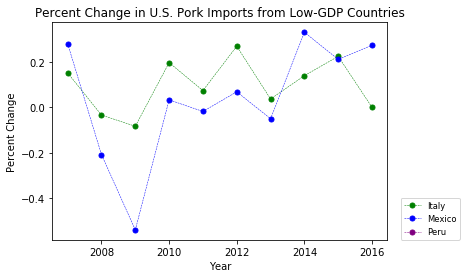 Percent Change in U.S. Pork Imports from Low-GDP Countries
Percent Change
0.2
0.0
−0.2
−0.4
2008 2010 2012 2014 2016
Year
Italy
Mexico
Peru